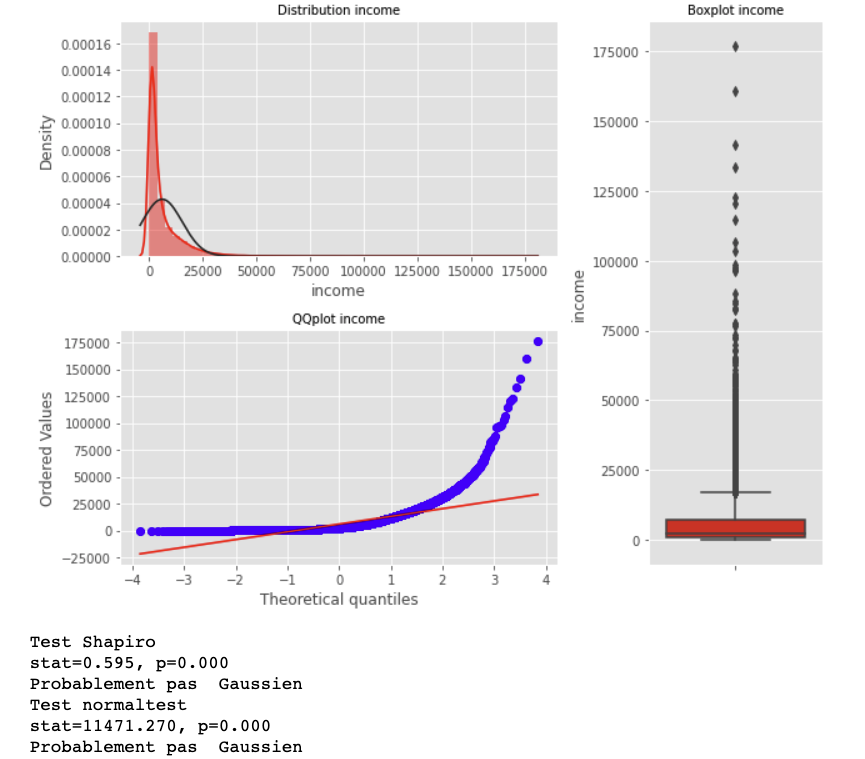 Distribution income
0.00016
0.00014
0.00012
0.00010
0.00008
0.00006
0.00004
0.00002
0.00000
Density
0 25000 50000 75000 100000 125000 150000 175000
income
QQplot income
175000
150000
125000
100000
75000
50000
25000
0
−25000
Ordered Values
−4 −3 −2 −1 0 1 2 3 4
Theoretical quantiles
Boxplot income
175000
150000
125000
100000
75000
50000
25000
0
income
Test Shapiro
stat=0.595, p=0.000
Probablement pas  Gaussien
Test normaltest
stat=11471.270, p=0.000
Probablement pas  Gaussien